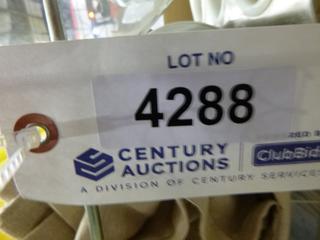 LOT NO
4288
CENTURY
AUCTIONS
ClubBid
A DIVISION OF CENTURY SERVICES